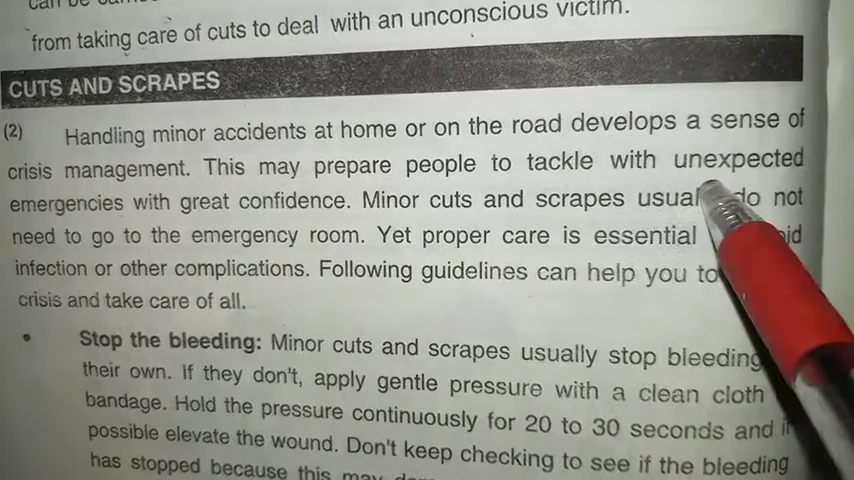 can be
from taking care of cuts to deal with an unconscious victim.
CUTS AND SCRAPES
(2) Handling minor accidents at home or on the road develops a sense of
crisis management. This may prepare people to tackle with unexpected
emergencies with great confidence. Minor cuts and scrapes do not
need to go to the emergency room. Yet proper care is essential
infection or other complications. Following guidelines can help you to
crisis and take care of all.
• Stop the bleeding: Minor cuts and scrapes usually stop bleeding
their own. If they don't, apply gentle pressure with a clean cloth
bandage. Hold the pressure continuously for 20 to 30 seconds and if
possible elevate the wound. Don't keep checking to see if the bleeding
has stopped because this may